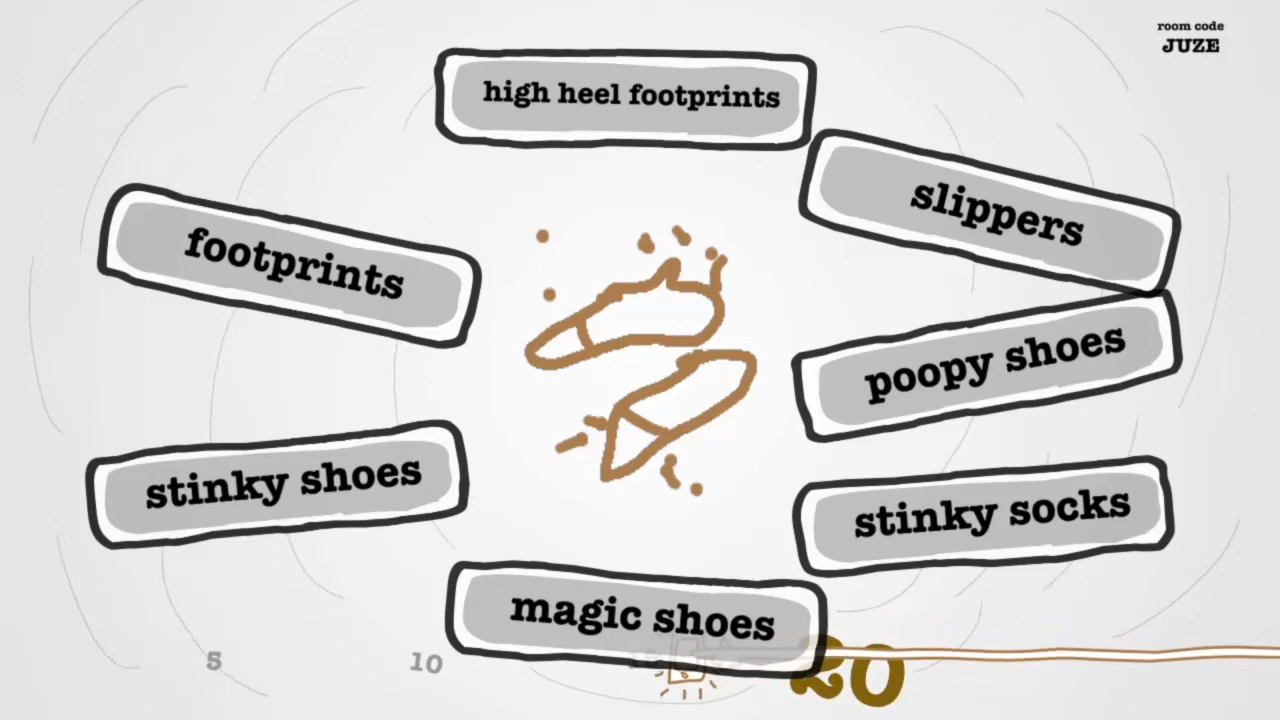 room code
JUZE
high heel footprints
slippers
footprints
poopy shoes
stinky shoes
stinky socks
magic shoes
5
10
20